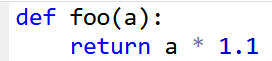 def foo(a):
    return a * 1.1